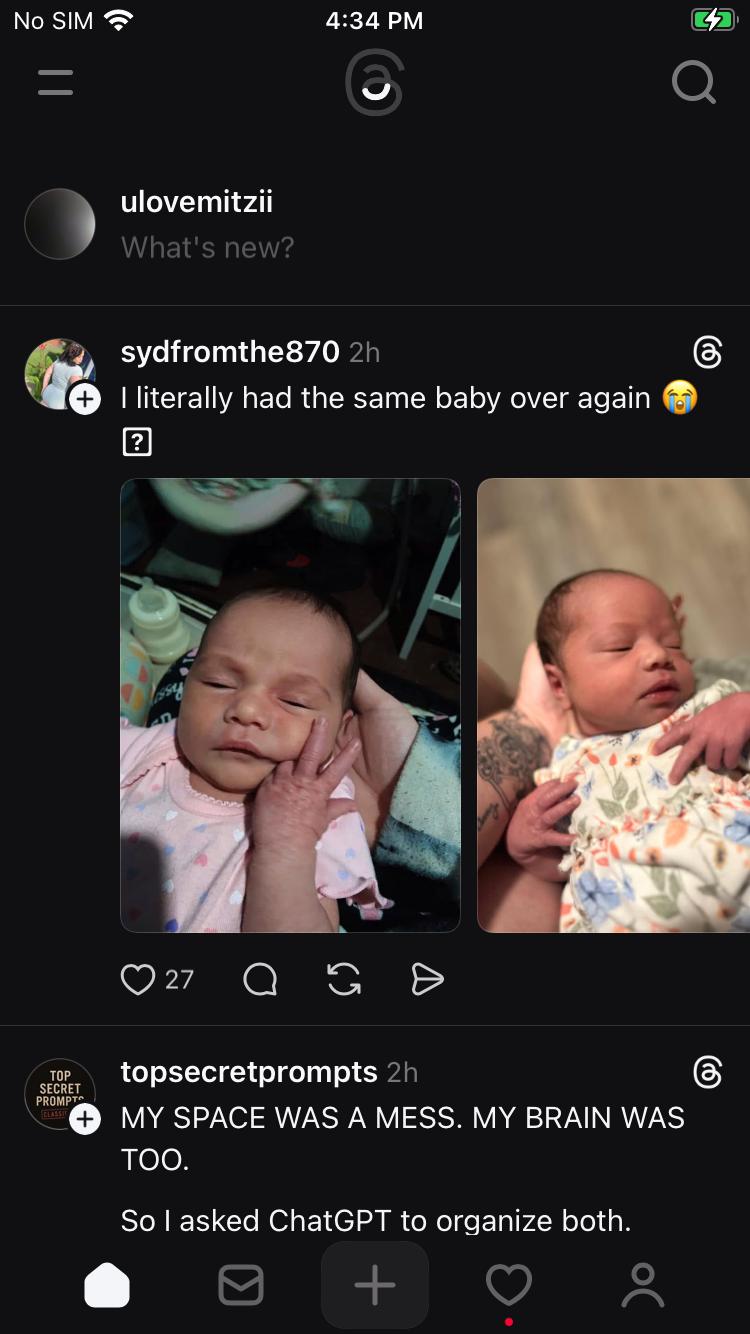 No SIM 4:34 PM
ulovemitzii
What's new?
sydfromthe870 2h
I literally had the same baby over again 😭
27
topsecretprompts 2h
TOP
SECRET
PROMPTS
MY SPACE WAS A MESS. MY BRAIN WAS
TOO.
So I asked ChatGPT to organize both.